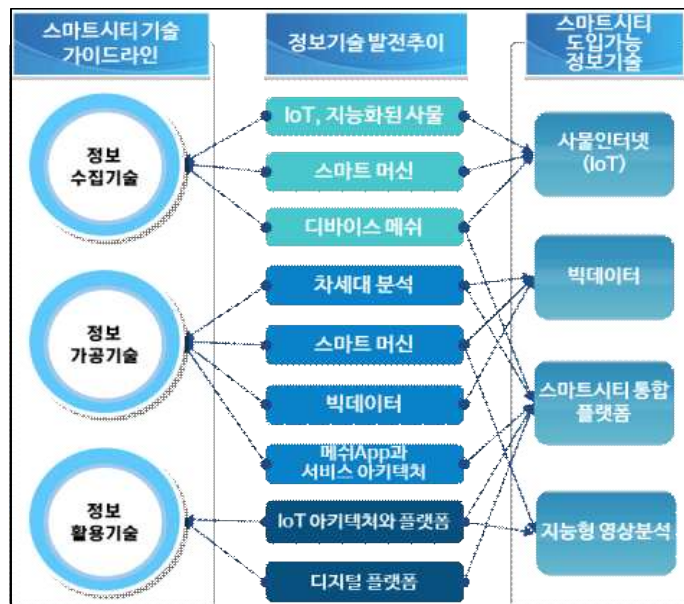 스마트시티 기술
가이드라인
정보기술 발전추이
스마트시티
도입가능
정보기술
정보
수집기술
정보
가공기술
정보
활용기술
IoT, 지능화된 사물
스마트 머신
디바이스 메쉬
차세대 분석
스마트 머신
빅데이터
메쉬App과
서비스 아키텍처
IoT 아키텍처와 플랫폼
디지털 플랫폼
사물인터넷
(IoT)
빅데이터
스마트시티 통합
플랫폼
지능형 영상분석